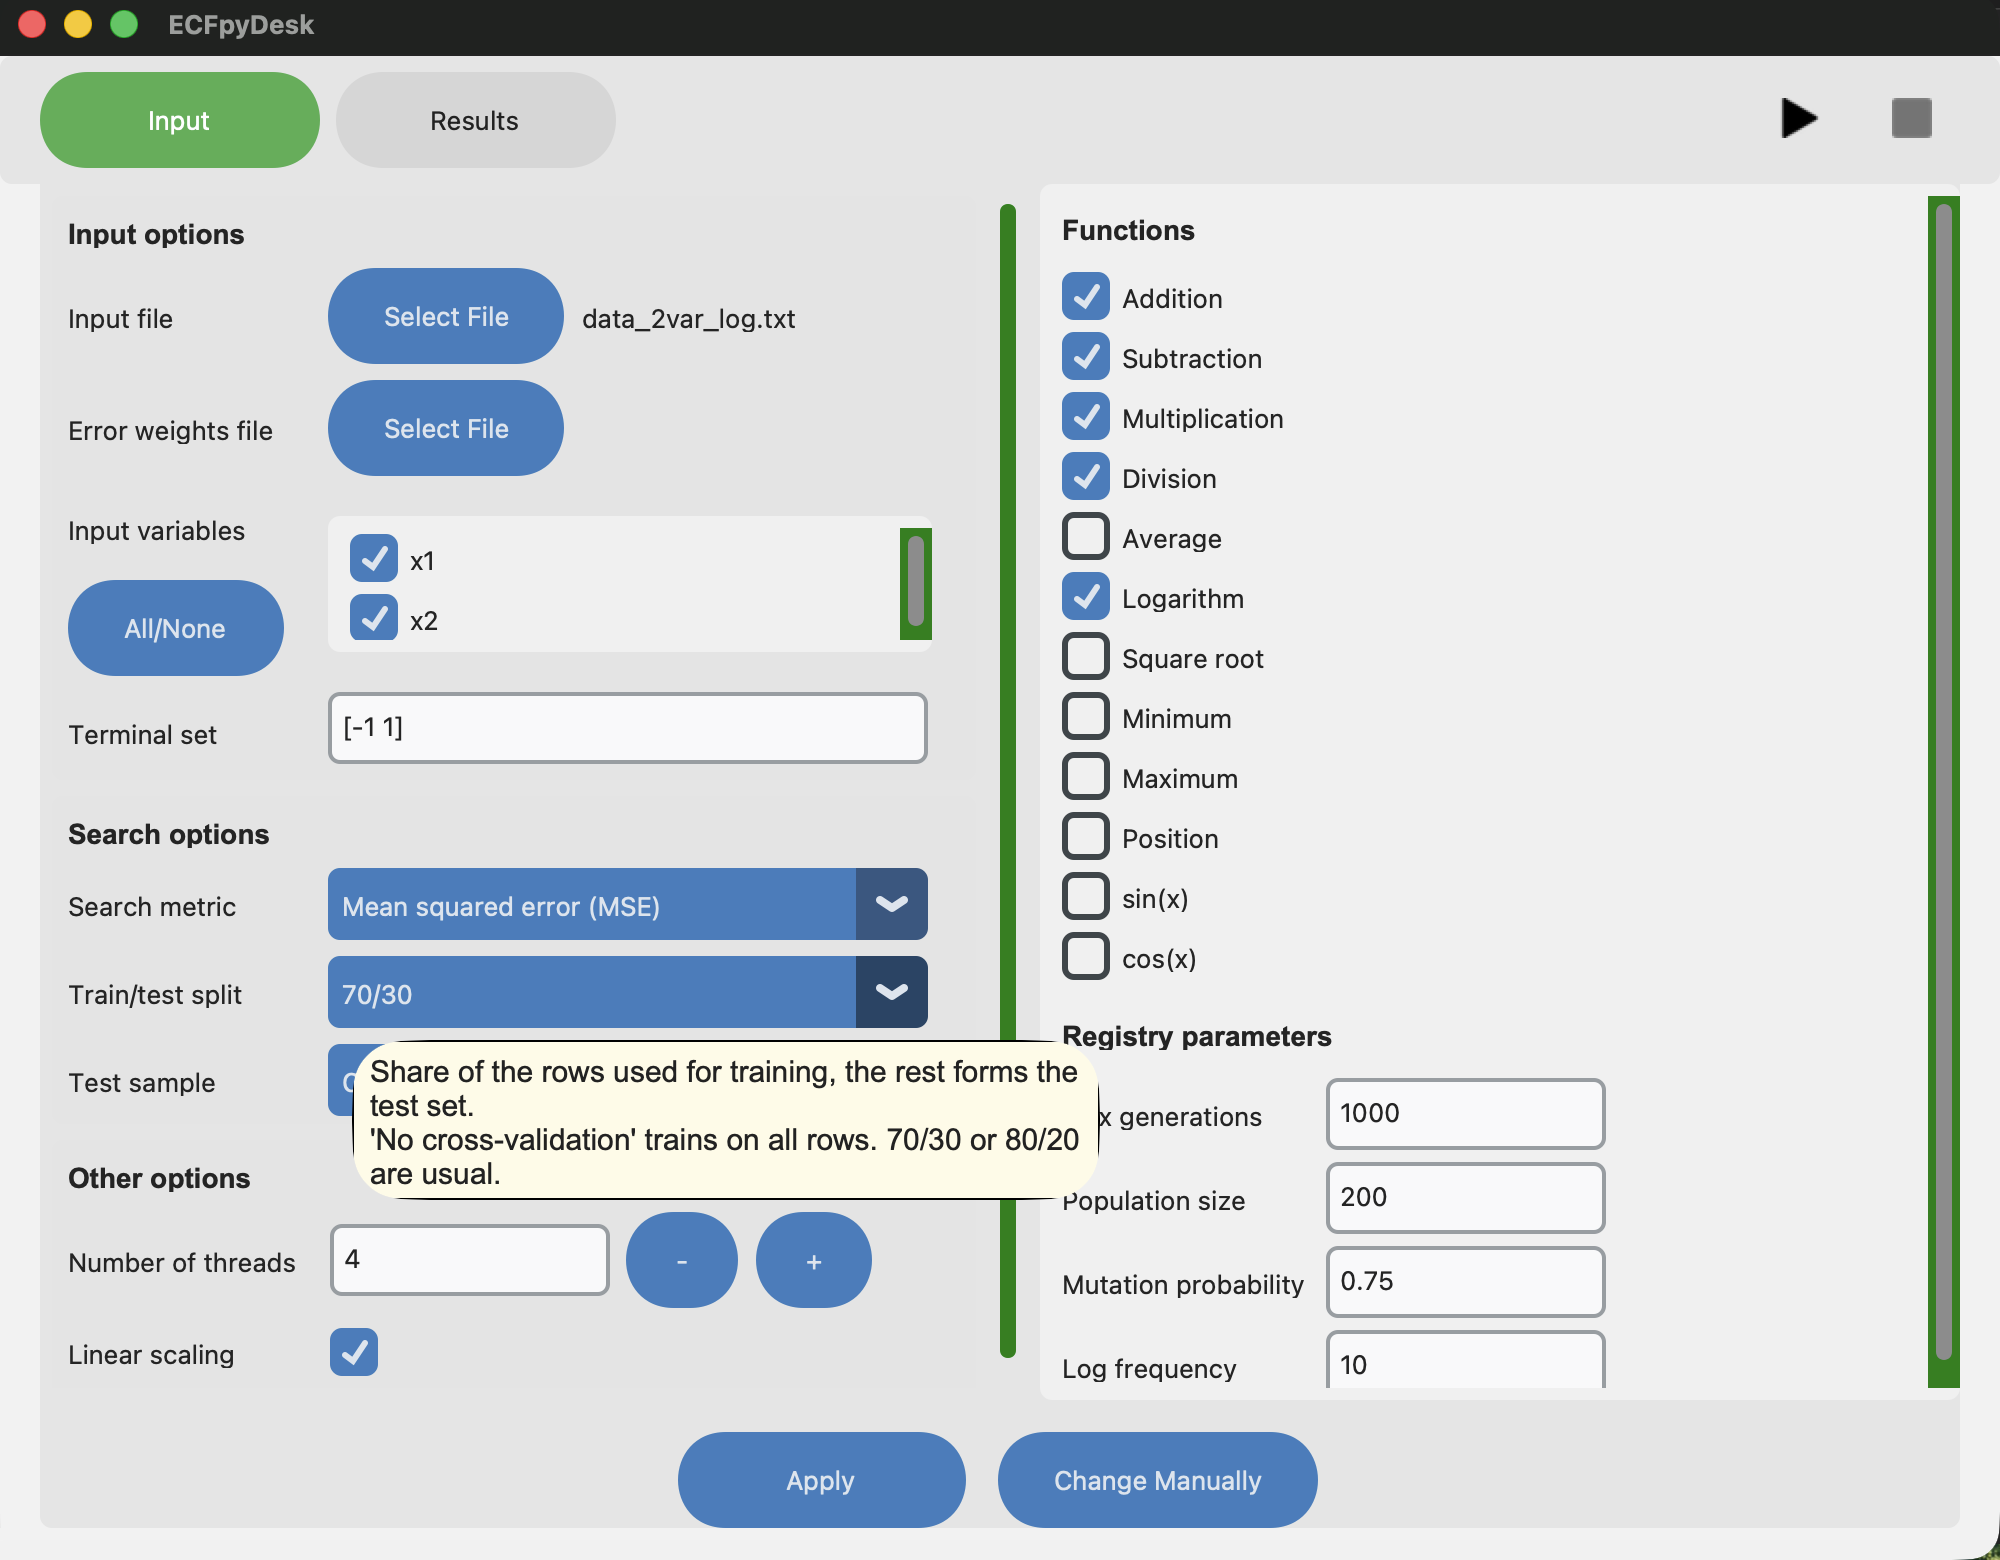 ECFpyDesk
Input
Results
Input options
Input file
Select File
data_2var_log.txt
Error weights file
Select File
Input variables
x1
x2
All/None
Terminal set
[-1 1]
Search options
Search metric
Mean squared error (MSE)
Train/test split
70/30
Test sample
Share of the rows used for training, the rest forms the
test set.
'No cross-validation' trains on all rows. 70/30 or 80/20
are usual.
Other options
Number of threads
4
-
+
Linear scaling
Functions
Addition
Subtraction
Multiplication
Division
Average
Logarithm
Square root
Minimum
Maximum
Position
sin(x)
cos(x)
Registry parameters
generations
1000
Population size
200
Mutation probability
0.75
Log frequency
10
Apply
Change Manually